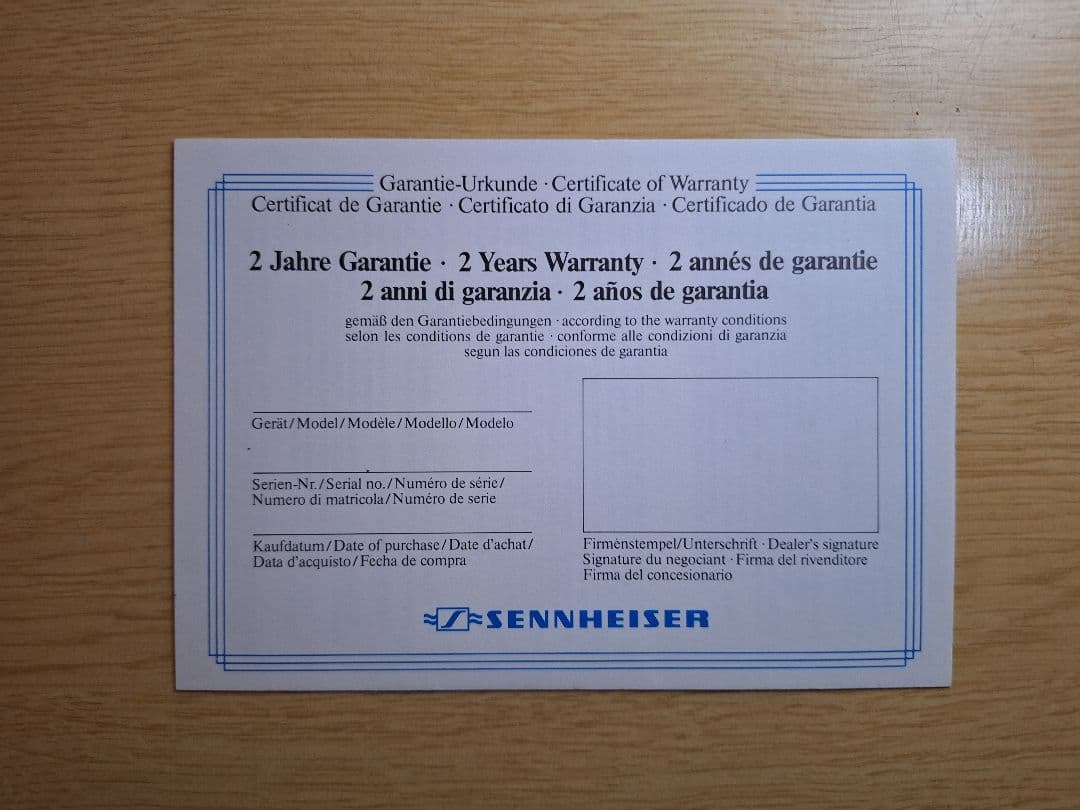 Garantie-Urkunde · Certificate of Warranty
Certificat de Garantie · Certificato di Garanzia · Certificado de Garantia
2 Jahre Garantie · 2 Years Warranty · 2 annés de garantie
2 anni di garanzia · 2 años de garantia
gemäß den Garantiebedingungen · according to the warranty conditions
selon les conditions de garantie · conforme alle condizioni di garanzia
segun las condiciones de garantia
Gerät/Model/Modèle/Modello/Modelo
Serien-Nr./Serial no./Numéro de série/
Numero di matricola/Numéro de serie
Kaufdatum/Date of purchase/Date d'achat/
Data d'acquisto/Fecha de compra
Firmenstempel/Unterschrift · Dealer's signature
Signature du negociant · Firma del rivenditore
Firma del concesionario
SENNHEISER